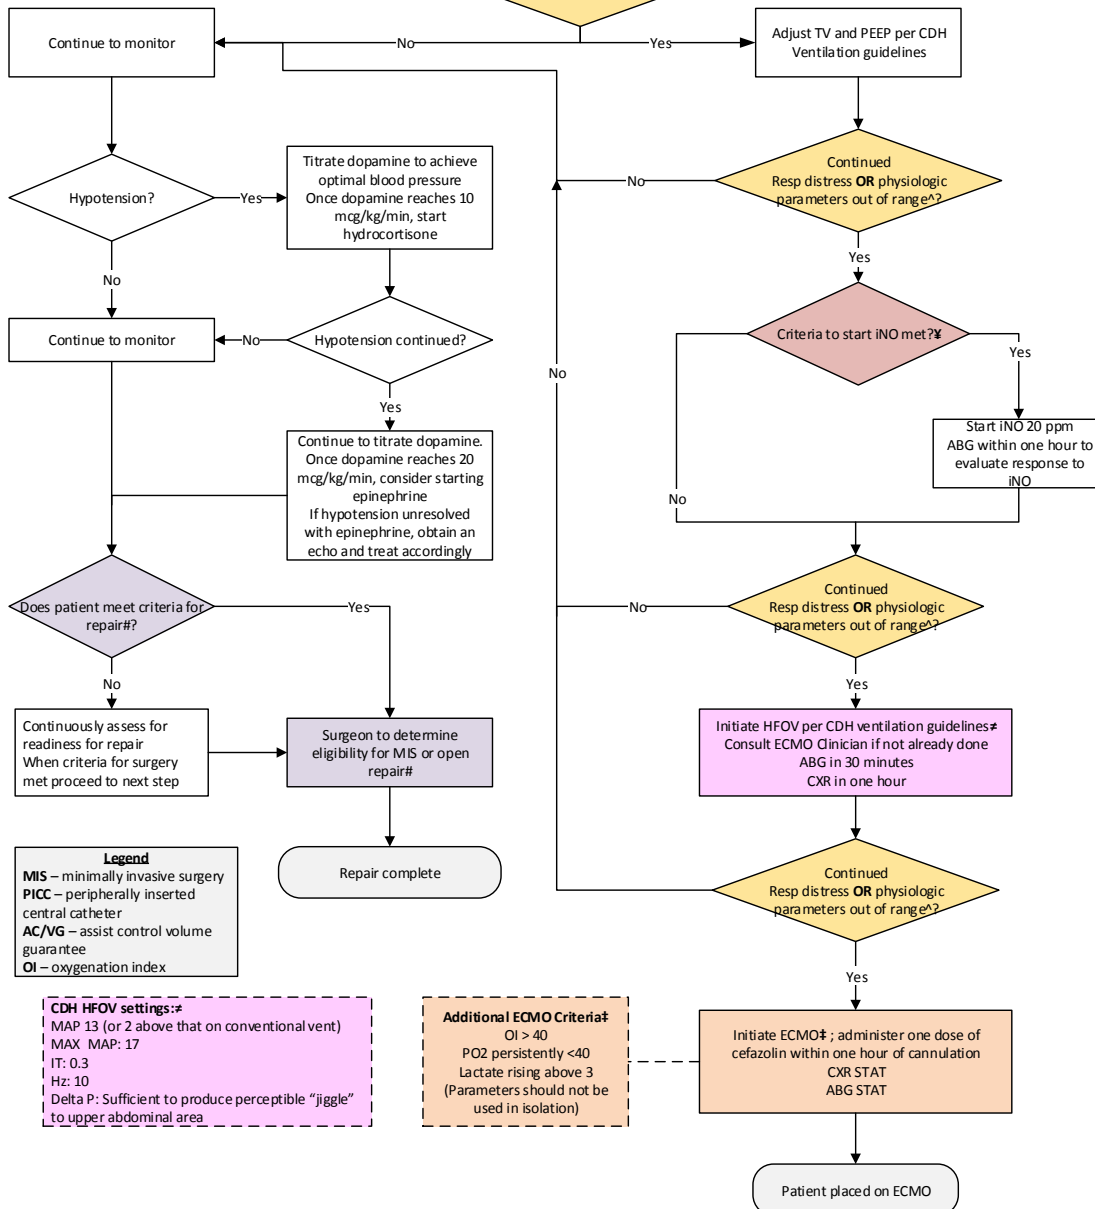 Continue to monitor
No
Yes
Adjust TV and PEEP per CDH
Ventilation guidelines
Hypotension?
Yes
Titrate dopamine to achieve
optimal blood pressure
Once dopamine reaches 10
mcg/kg/min, start
hydrocortisone
No
Continued
Resp distress OR physiologic
parameters out of range^?
No
Yes
Continue to monitor
No
Hypotension continued?
Criteria to start iNO met?¥
Yes
No
Yes
Start iNO 20 ppm
ABG within one hour to
evaluate response to
iNO
No
Continue to titrate dopamine.
Once dopamine reaches 20
mcg/kg/min, consider starting
epinephrine
If hypotension unresolved
with epinephrine, obtain an
echo and treat accordingly
Does patient meet criteria for
repair#?
Yes
No
Continued
Resp distress OR physiologic
parameters out of range^?
No
Yes
Continuously assess for
readiness for repair
When criteria for surgery
met proceed to next step
Surgeon to determine
eligibility for MIS or open
repair#
Initiate HFOV per CDH ventilation guidelines≠
Consult ECMO Clinician if not already done
ABG in 30 minutes
CXR in one hour
Repair complete
Continued
Resp distress OR physiologic
parameters out of range^?
Yes
Legend
MIS – minimally invasive surgery
PICC – peripherally inserted
central catheter
AC/VG – assist control volume
guarantee
OI – oxygenation index
CDH HFOV settings:≠
MAP 13 (or 2 above that on conventional vent)
MAX MAP: 17
IT: 0.3
Hz: 10
Delta P: Sufficient to produce perceptible “jiggle”
to upper abdominal area
Additional ECMO Criteria‡
OI > 40
PO2 persistently <40
Lactate rising above 3
(Parameters should not be
used in isolation)
Initiate ECMO‡ ; administer one dose of
cefazolin within one hour of cannulation
CXR STAT
ABG STAT
Patient placed on ECMO